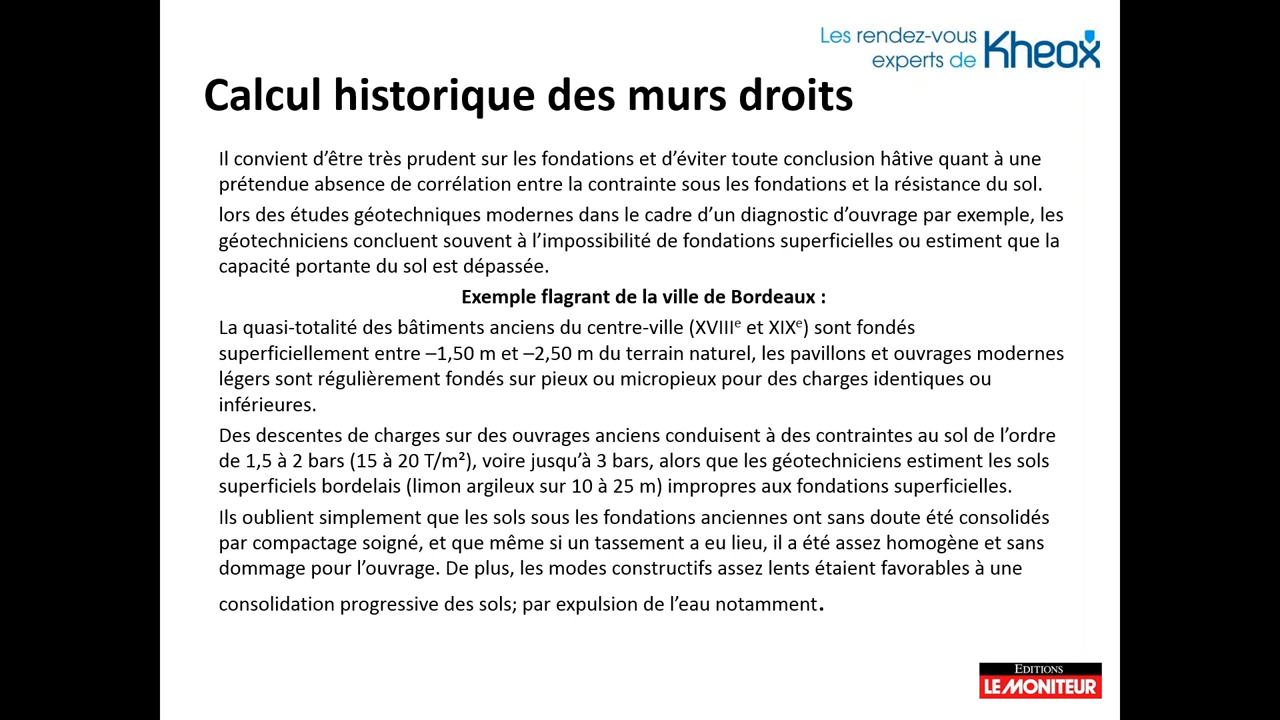 Les rendez-vous
experts de Kheox
Calcul historique des murs droits
Il convient d’être très prudent sur les fondations et d’éviter toute conclusion hâtive quant à une
prétendue absence de corrélation entre la contrainte sous les fondations et la résistance du sol.
lors des études géotechniques modernes dans le cadre d’un diagnostic d’ouvrage par exemple, les
géotechniciens concluent souvent à l’impossibilité de fondations superficielles ou estiment que la
capacité portante du sol est dépassée.
Exemple flagrant de la ville de Bordeaux :
La quasi-totalité des bâtiments anciens du centre-ville (XVIIIᵉ et XIXᵉ) sont fondés
superficiellement entre –1,50 m et –2,50 m du terrain naturel, les pavillons et ouvrages modernes
légers sont régulièrement fondés sur pieux ou micropieux pour des charges identiques ou
inférieures.
Des descentes de charges sur des ouvrages anciens conduisent à des contraintes au sol de l’ordre
de 1,5 à 2 bars (15 à 20 T/m²), voire jusqu’à 3 bars, alors que les géotechniciens estiment les sols
superficiels bordelais (limon argileux sur 10 à 25 m) impropres aux fondations superficielles.
Ils oublient simplement que les sols sous les fondations anciennes ont sans doute été consolidés
par compactage soigné, et que même si un tassement a eu lieu, il a été assez homogène et sans
dommage pour l’ouvrage. De plus, les modes constructifs assez lents étaient favorables à une
consolidation progressive des sols; par expulsion de l’eau notamment.
EDITIONS
LE MONITEUR